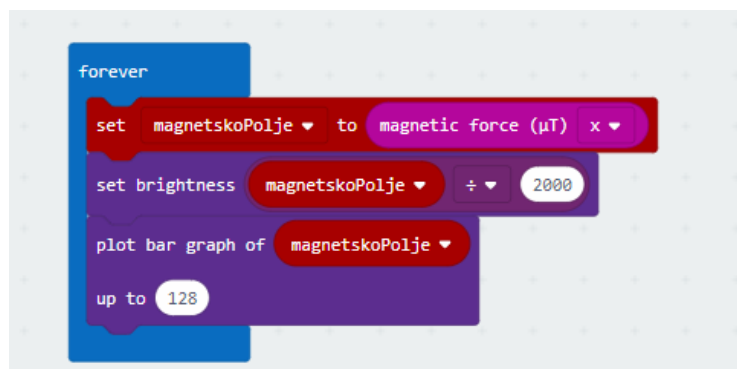 forever
set magnetskoPolje to magnetic force (µT) x
set brightness magnetskoPolje ÷ 2000
plot bar graph of magnetskoPolje
up to 128